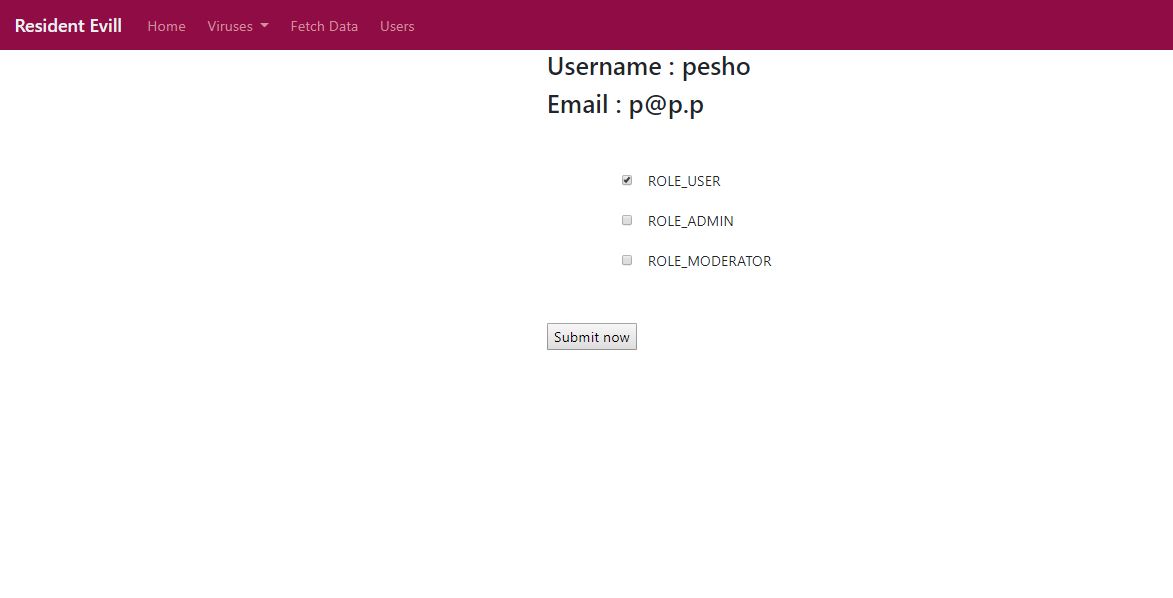 Resident Evill Home Viruses Fetch Data Users
Username : pesho
Email : p@p.p
ROLE_USER
ROLE_ADMIN
ROLE_MODERATOR
Submit now